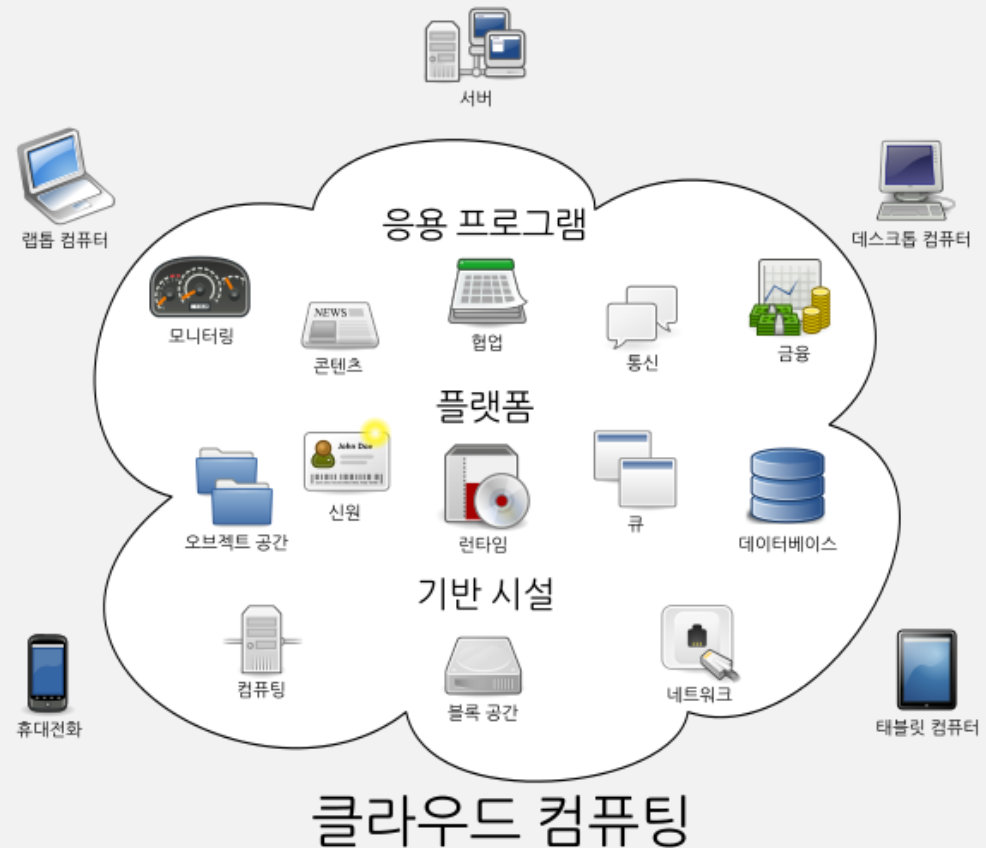 서버
랩톱 컴퓨터
데스크톱 컴퓨터
응용 프로그램
모니터링
NEWS
콘텐츠
협업
통신
금융
플랫폼
John Doe
오브젝트 공간
신원
런타임
큐
데이터베이스
기반 시설
컴퓨팅
블록 공간
네트워크
휴대전화
태블릿 컴퓨터
클라우드 컴퓨팅